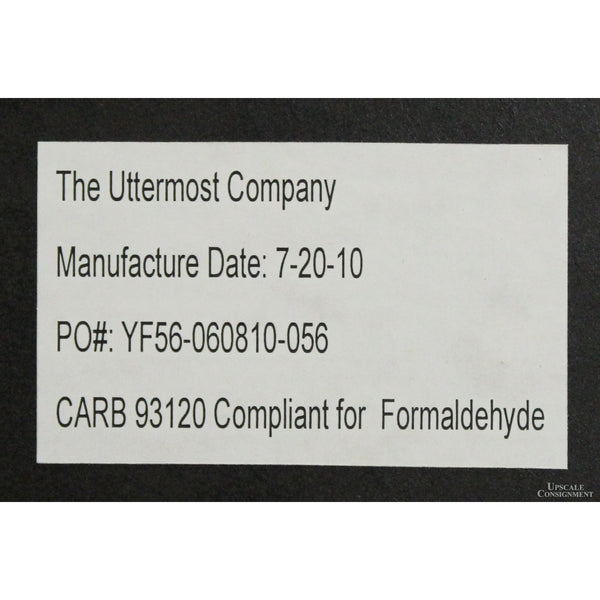 The Uttermost Company
Manufacture Date: 7-20-10
PO#: YF56-060810-056
CARB 93120 Compliant for Formaldehyde
UPSCALE
CONSIGNMENT